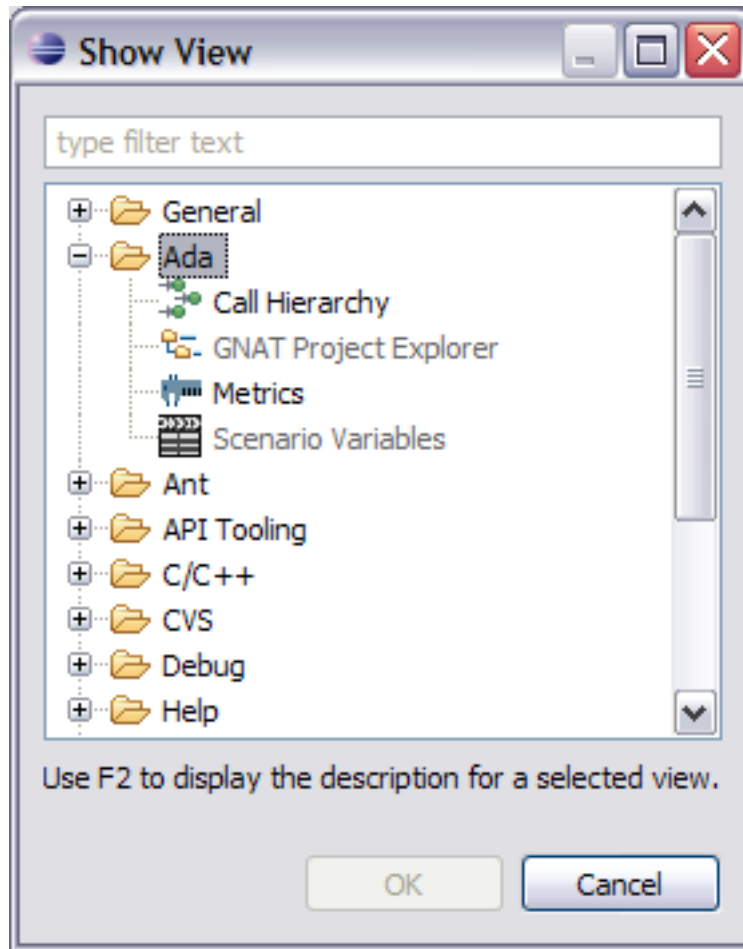 Show View
type filter text
General
Ada
Call Hierarchy
GNAT Project Explorer
Metrics
Scenario Variables
Ant
API Tooling
C/C++
CVS
Debug
Help
Use F2 to display the description for a selected view.
OK Cancel